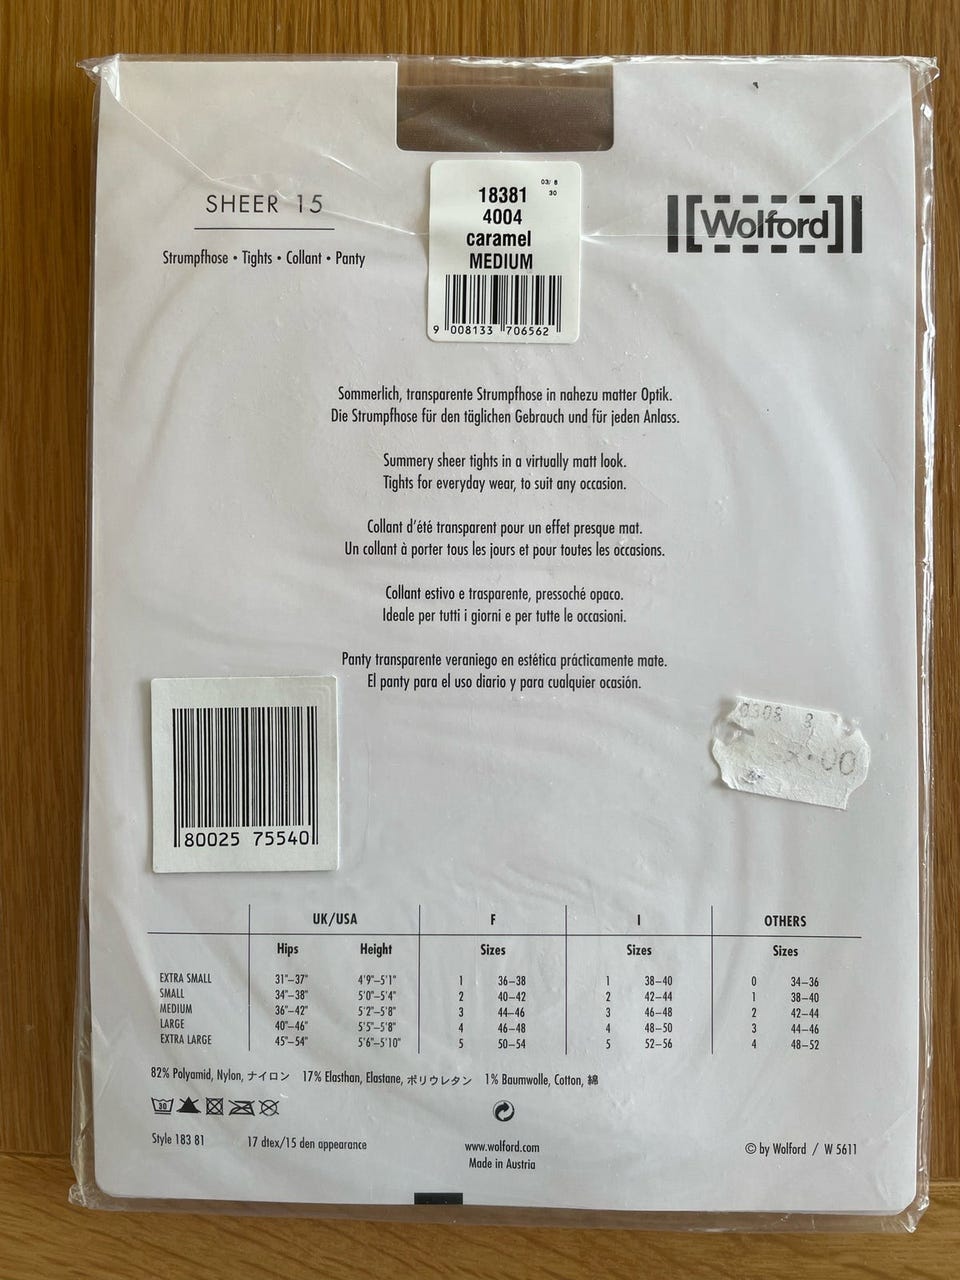 SHEER 15
Strumpfhose • Tights • Collant • Panty
03/ 8
30
18381
4004
caramel
MEDIUM
9 008133 706562
[Wolford]
Sommerlich, transparente Strumpfhose in nahezu matter Optik.
Die Strumpfhose für den täglichen Gebrauch und für jeden Anlass.
Summery sheer tights in a virtually matt look.
Tights for everyday wear, to suit any occasion.
Collant d'été transparent pour un effet presque mat.
Un collant à porter tous les jours et pour toutes les occasions.
Collant estivo e trasparente, pressoché opaco.
Ideale per tutti i giorni e per tutte le occasioni.
Panty transparente veraniego en estética prácticamente mate.
El panty para el uso diario y para cualquier ocasión.
80025 75540
0308 8
UK/USA F I OTHERS
Hips Height Sizes Sizes Sizes
EXTRA SMALL 31"–37" 4'9"–5'1" 1 36–38 1 38–40 0 34–36
SMALL 34"–38" 5'0"–5'4" 2 40–42 2 42–44 1 38–40
MEDIUM 36"–42" 5'2"–5'8" 3 44–46 3 46–48 2 42–44
LARGE 40"–46" 5'5"–5'8" 4 46–48 4 48–50 3 44–46
EXTRA LARGE 45"–54" 5'6"–5'10" 5 50–54 5 52–56 4 48–52
82% Polyamid, Nylon, ナイロン 17% Elasthan, Elastane, ポリウレタン 1% Baumwolle, Cotton, 綿
30
Style 183 81 17 dtex/15 den appearance www.wolford.com © by Wolford / W 5611
Made in Austria